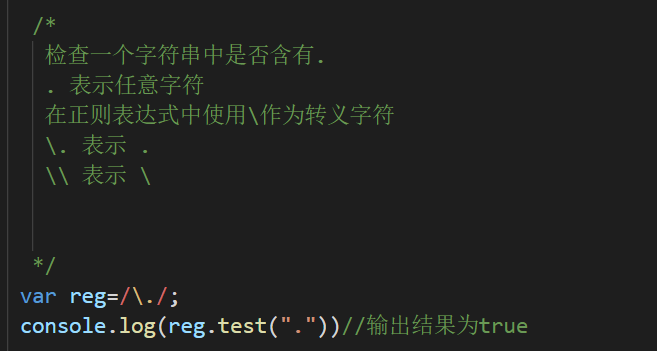 /*
检查一个字符串中是否含有.
. 表示任意字符
在正则表达式中使用\作为转义字符
\. 表示 .
\\ 表示 \
*/
var reg=/\./;
console.log(reg.test("."))//输出结果为true